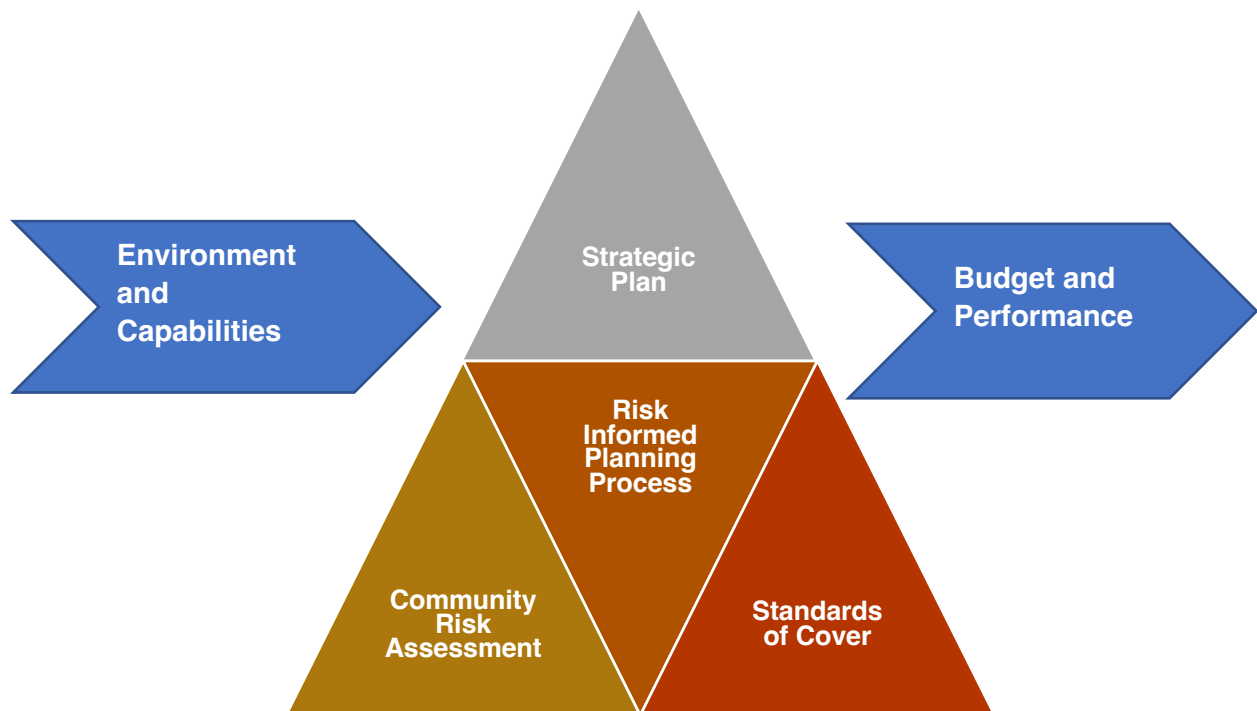 Environment
and
Capabilities
Strategic
Plan
Budget and
Performance
Risk
Informed
Planning
Process
Community
Risk
Assessment
Standards
of Cover